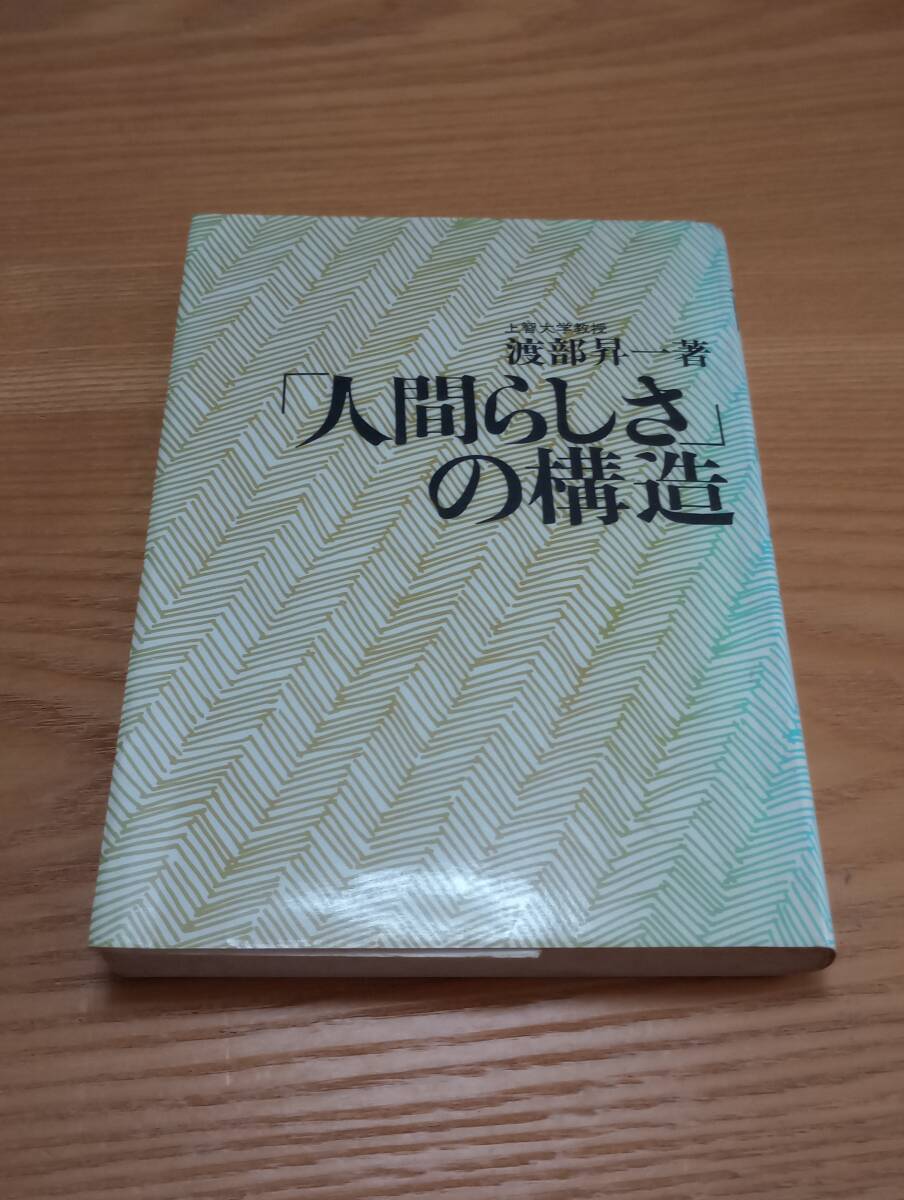 上智大学教授
渡部昇一著
「人間らしさ」
の構造